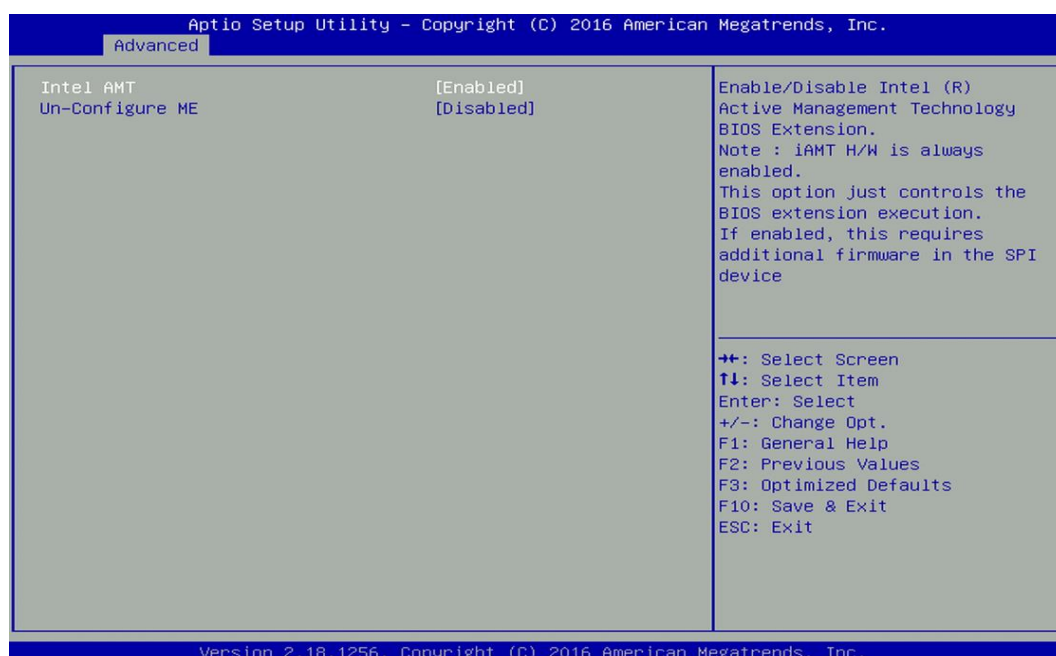 Aptio Setup Utility – Copyright (C) 2016 American Megatrends, Inc.
Advanced
Intel AMT [Enabled]
Un-Configure ME [Disabled]
Enable/Disable Intel (R)
Active Management Technology
BIOS Extension.
Note : iAMT H/W is always
enabled.
This option just controls the
BIOS extension execution.
If enabled, this requires
additional firmware in the SPI
device
→←: Select Screen
↑↓: Select Item
Enter: Select
+/-: Change Opt.
F1: General Help
F2: Previous Values
F3: Optimized Defaults
F10: Save & Exit
ESC: Exit
Version 2.18.1256. Copyright (C) 2016 American Megatrends, Inc.